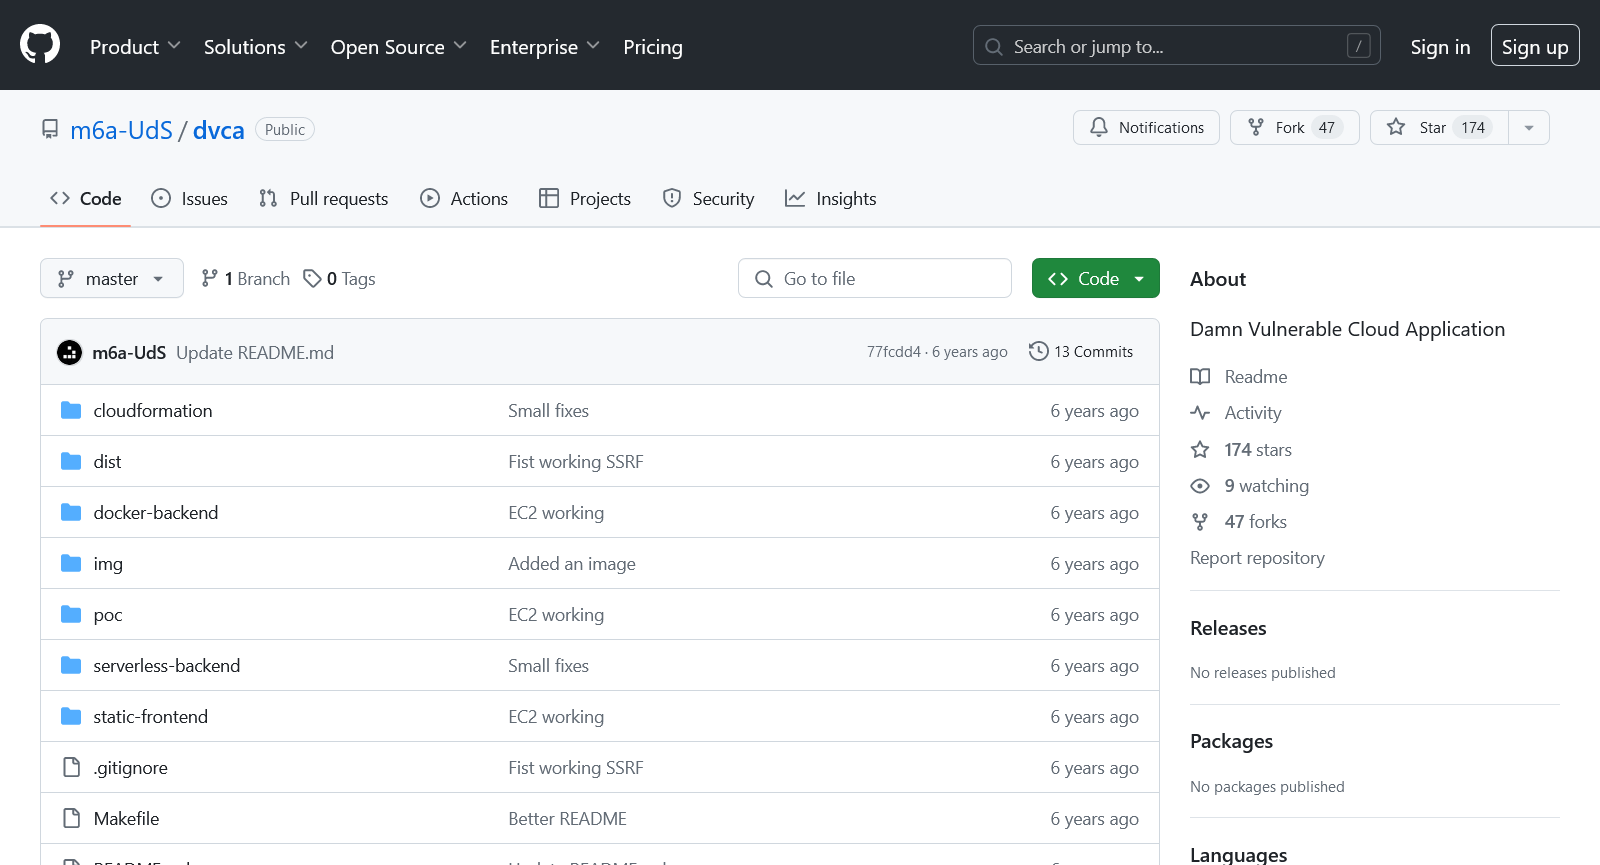 Product Solutions Open Source Enterprise Pricing Search or jump to... / Sign in Sign up
m6a-UdS / dvca Public Notifications Fork 47 Star 174
Code Issues Pull requests Actions Projects Security Insights
master 1 Branch 0 Tags Go to file Code
m6a-UdS Update README.md 77fcdd4 · 6 years ago 13 Commits
cloudformation Small fixes 6 years ago
dist Fist working SSRF 6 years ago
docker-backend EC2 working 6 years ago
img Added an image 6 years ago
poc EC2 working 6 years ago
serverless-backend Small fixes 6 years ago
static-frontend EC2 working 6 years ago
.gitignore Fist working SSRF 6 years ago
Makefile Better README 6 years ago
About
Damn Vulnerable Cloud Application
Readme
Activity
174 stars
9 watching
47 forks
Report repository
Releases
No releases published
Packages
No packages published
Languages